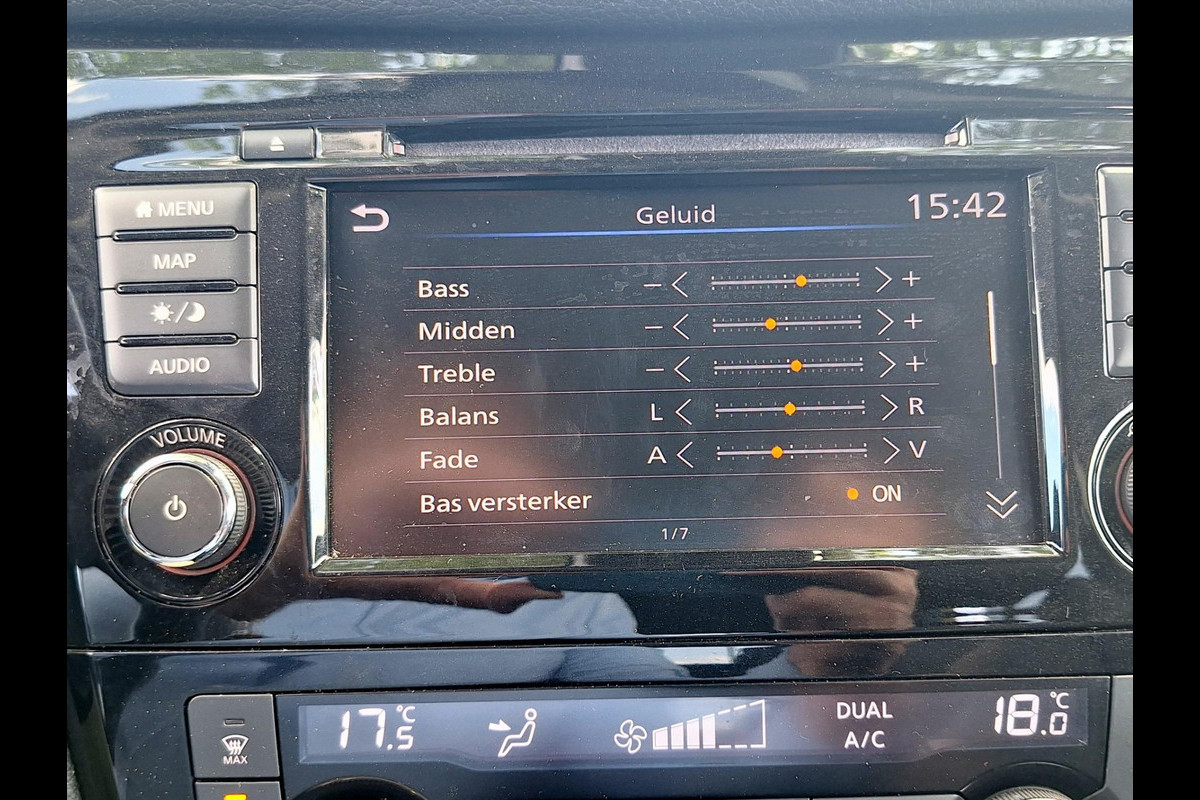 MENU
MAP
AUDIO
VOLUME
Geluid 15:42
Bass - +
Midden - +
Treble - +
Balans L R
Fade A V
Bas versterker ON
1/7
MAX
17.5 °C
DUAL
A/C
18.0 °C